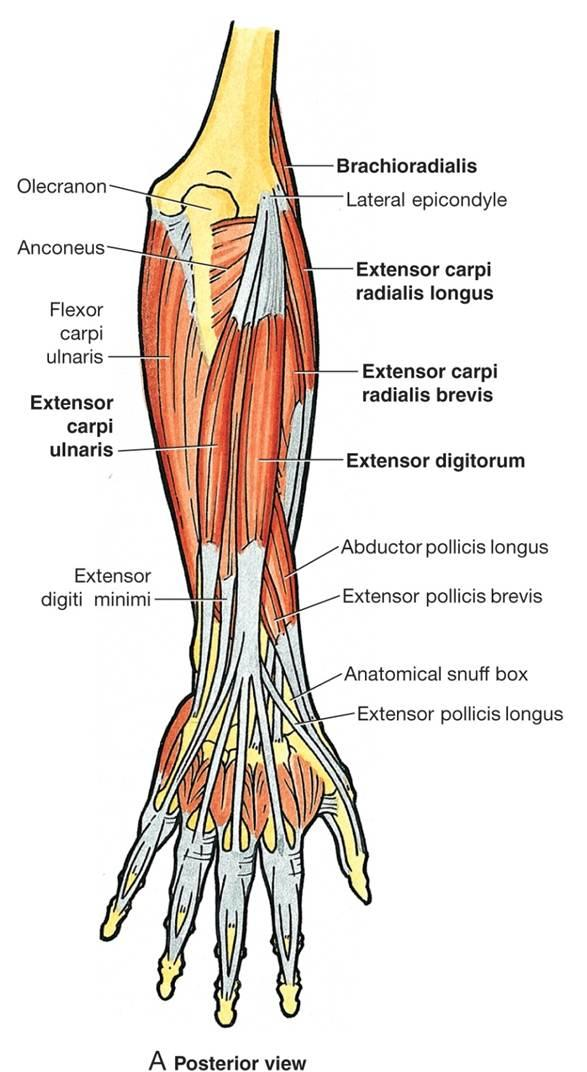 Brachioradialis
Olecranon
Lateral epicondyle
Anconeus
Extensor carpi
radialis longus
Flexor
carpi
ulnaris
Extensor carpi
radialis brevis
Extensor
carpi
ulnaris
Extensor digitorum
Abductor pollicis longus
Extensor
digiti minimi
Extensor pollicis brevis
Anatomical snuff box
Extensor pollicis longus
A Posterior view